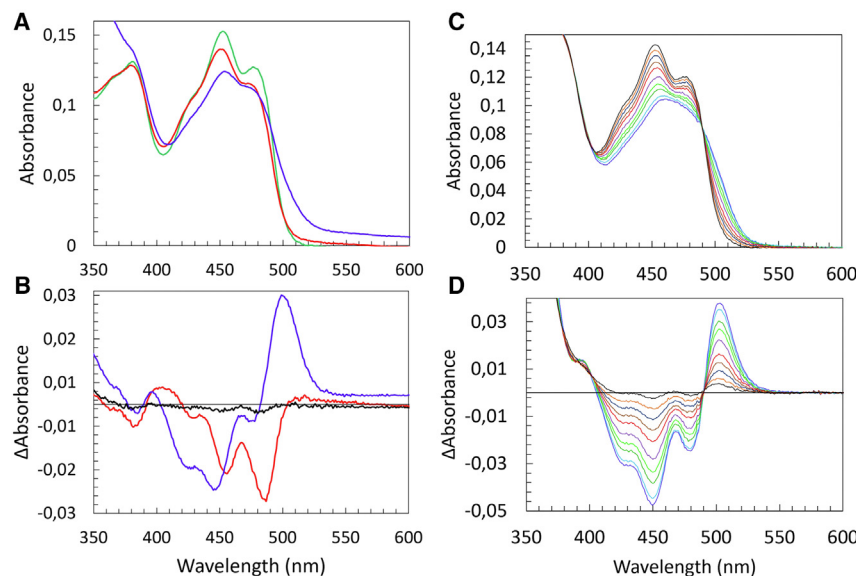 A
Absorbance
0,15
0,1
0,05
0
350 400 450 500 550 600
B
ΔAbsorbance
0,03
0,02
0,01
-0,01
-0,02
-0,03
350 400 450 500 550 600
Wavelength (nm)
C
Absorbance
0,14
0,12
0,1
0,08
0,06
0,04
0,02
0
350 400 450 500 550 600
D
ΔAbsorbance
0,03
0,01
-0,01
-0,03
-0,05
350 400 450 500 550 600
Wavelength (nm)